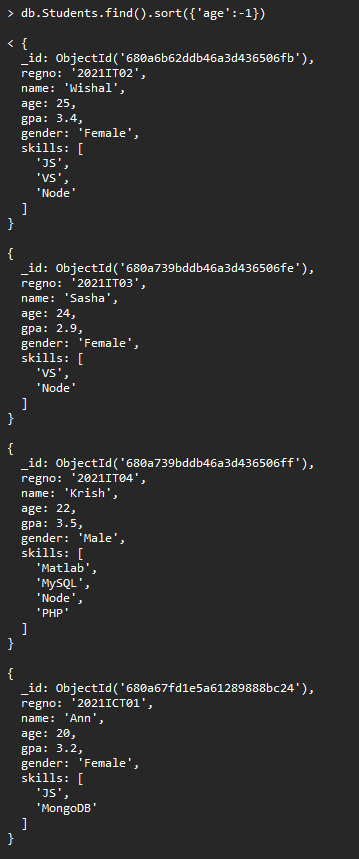 > db.Students.find().sort({'age':-1})
< {
  _id: ObjectId('680a6b62ddb46a3d436506fb'),
  regno: '2021IT02',
  name: 'Wishal',
  age: 25,
  gpa: 3.4,
  gender: 'Female',
  skills: [
    'JS',
    'VS',
    'Node'
  ]
}
{
  _id: ObjectId('680a739bddb46a3d436506fe'),
  regno: '2021IT03',
  name: 'Sasha',
  age: 24,
  gpa: 2.9,
  gender: 'Female',
  skills: [
    'VS',
    'Node'
  ]
}
{
  _id: ObjectId('680a739bddb46a3d436506ff'),
  regno: '2021IT04',
  name: 'Krish',
  age: 22,
  gpa: 3.5,
  gender: 'Male',
  skills: [
    'Matlab',
    'MySQL',
    'Node',
    'PHP'
  ]
}
{
  _id: ObjectId('680a67fd1e5a61289888bc24'),
  regno: '2021ICT01',
  name: 'Ann',
  age: 20,
  gpa: 3.2,
  gender: 'Female',
  skills: [
    'JS',
    'MongoDB'
  ]
}